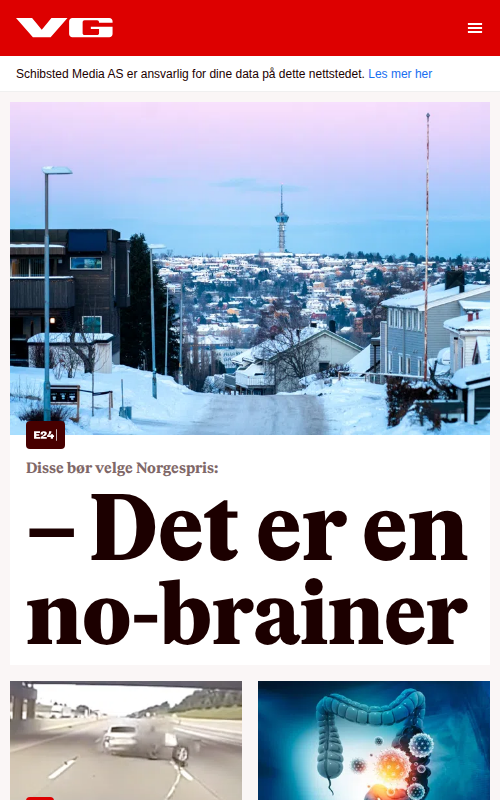 VG
Schibsted Media AS er ansvarlig for dine data på dette nettstedet. Les mer her
E24
Disse bør velge Norgespris:
– Det er en
no-brainer